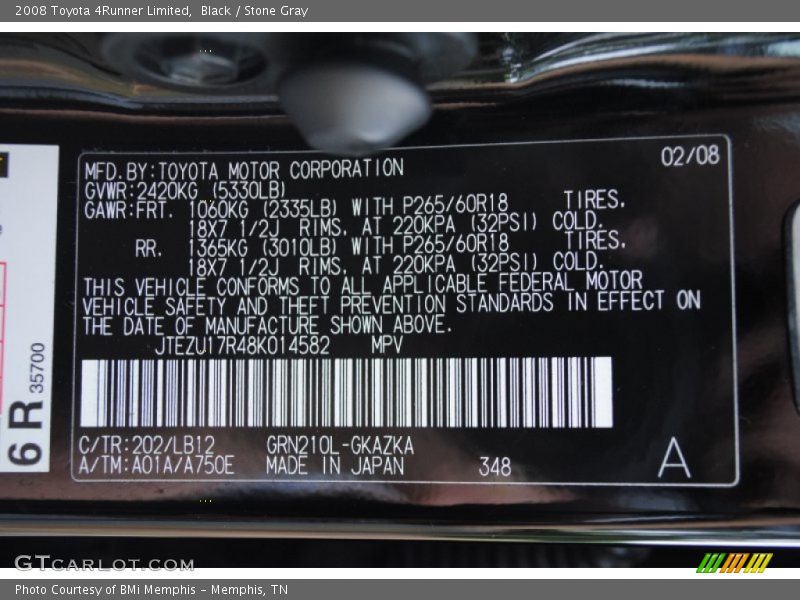 2008 Toyota 4Runner Limited,  Black / Stone Gray
02/08
MFD.BY:TOYOTA MOTOR CORPORATION
GVWR:2420KG (5330LB)
GAWR:FRT. 1060KG (2335LB) WITH P265/60R18 TIRES.
18X7 1/2J RIMS. AT 220KPA (32PSI) COLD.
RR. 1365KG (3010LB) WITH P265/60R18 TIRES.
18X7 1/2J RIMS. AT 220KPA (32PSI) COLD.
THIS VEHICLE CONFORMS TO ALL APPLICABLE FEDERAL MOTOR
VEHICLE SAFETY AND THEFT PREVENTION STANDARDS IN EFFECT ON
THE DATE OF MANUFACTURE SHOWN ABOVE.
JTEZU17R48K014582 MPV
C/TR:202/LB12 GRN210L-GKAZKA
A/TM:A01A/A750E MADE IN JAPAN 348
A
6R 35700
GTCARLOT.COM
Photo Courtesy of BMi Memphis – Memphis, TN